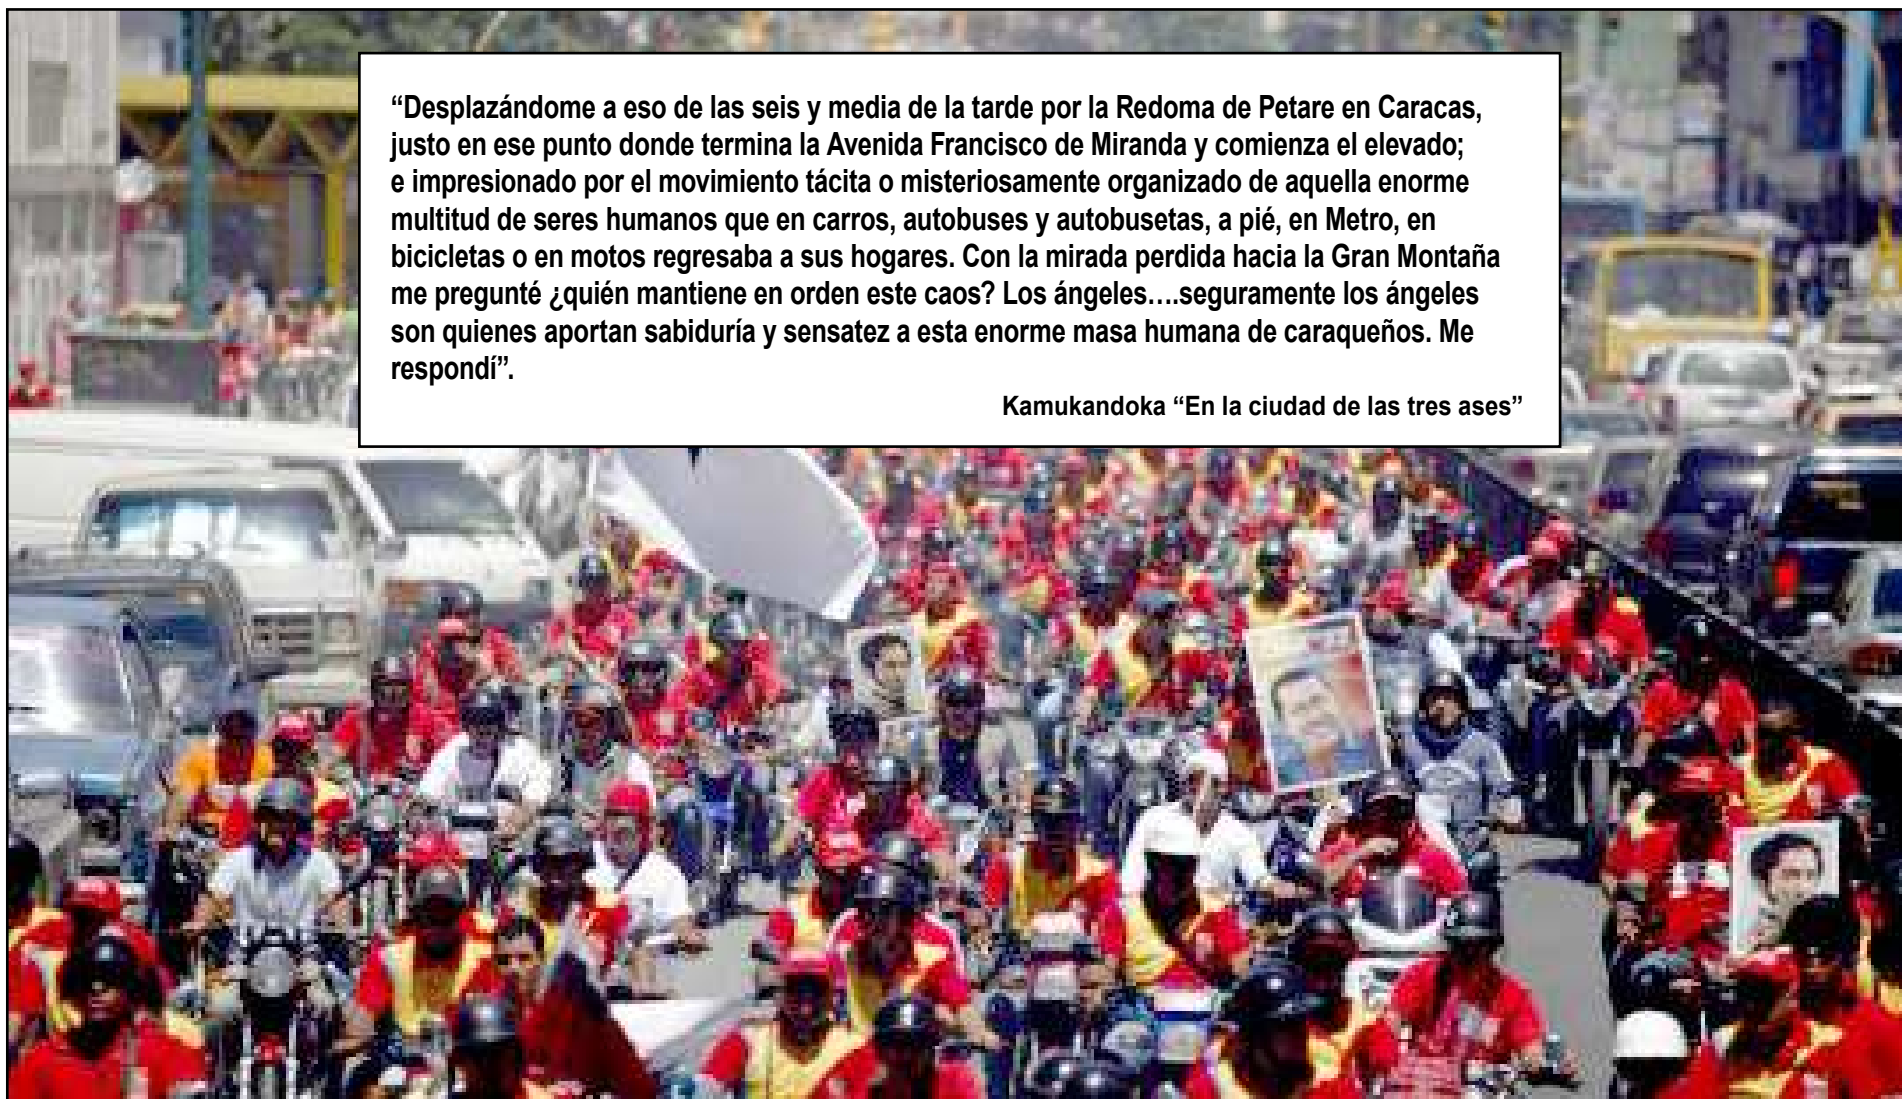 “Desplazándome a eso de las seis y media de la tarde por la Redoma de Petare en Caracas,
justo en ese punto donde termina la Avenida Francisco de Miranda y comienza el elevado;
e impresionado por el movimiento tácita o misteriosamente organizado de aquella enorme
multitud de seres humanos que en carros, autobuses y autobusetas, a pié, en Metro, en
bicicletas o en motos regresaba a sus hogares. Con la mirada perdida hacia la Gran Montaña
me pregunté ¿quién mantiene en orden este caos? Los ángeles….seguramente los ángeles
son quienes aportan sabiduría y sensatez a esta enorme masa humana de caraqueños. Me
respondí”.
Kamukandoka “En la ciudad de las tres ases”